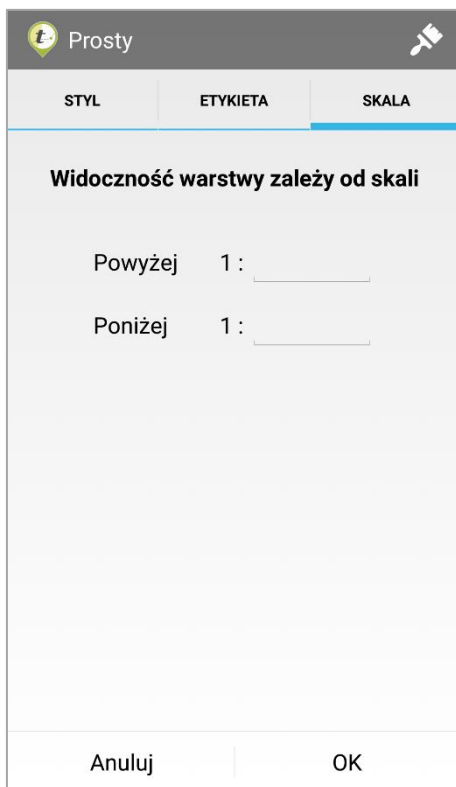 t
Prosty
STYL ETYKIETA SKALA
Widoczność warstwy zależy od skali
Powyżej 1 :
Poniżej 1 :
Anuluj OK